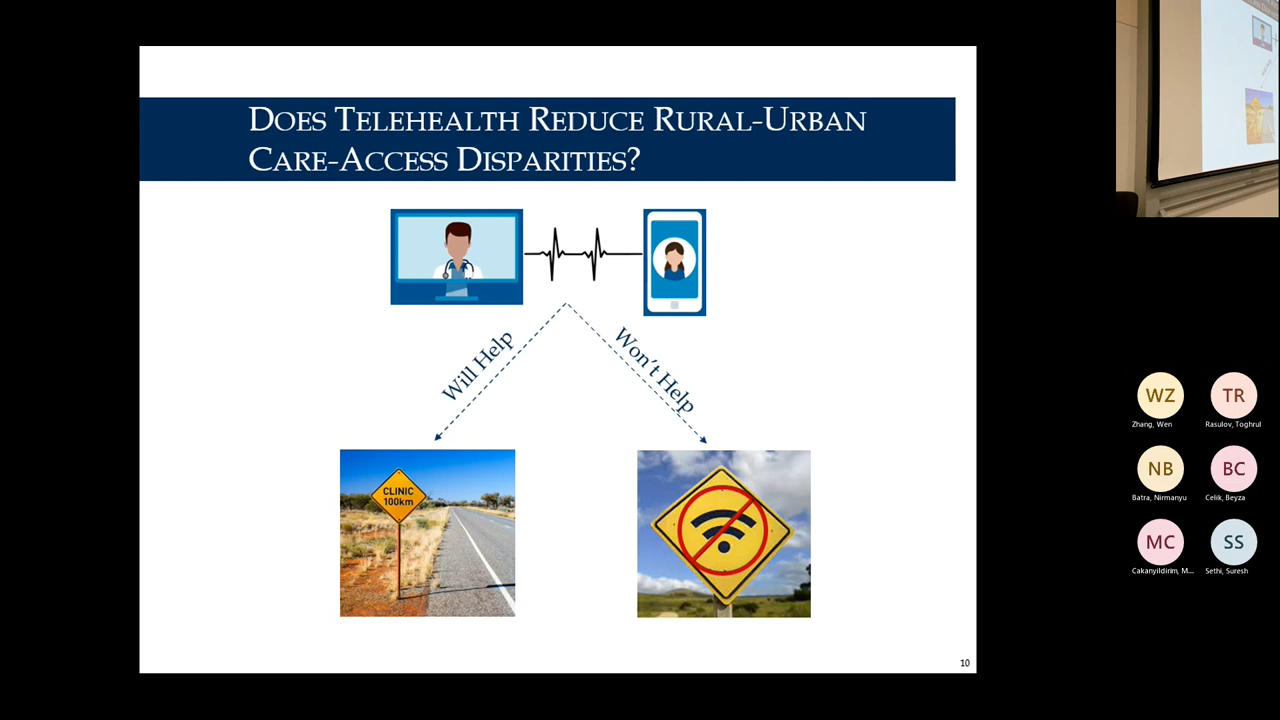 Does Telehealth Reduce Rural-Urban
Care-Access Disparities?
Will Help
Won't Help
CLINIC
100km
10
WZ
TR
Zhang, Wen
Rasulov, Toghrul
NB
BC
Batra, Nirmanyu
Celik, Beyza
MC
SS
Cakanyildirim, M...
Sethi, Suresh